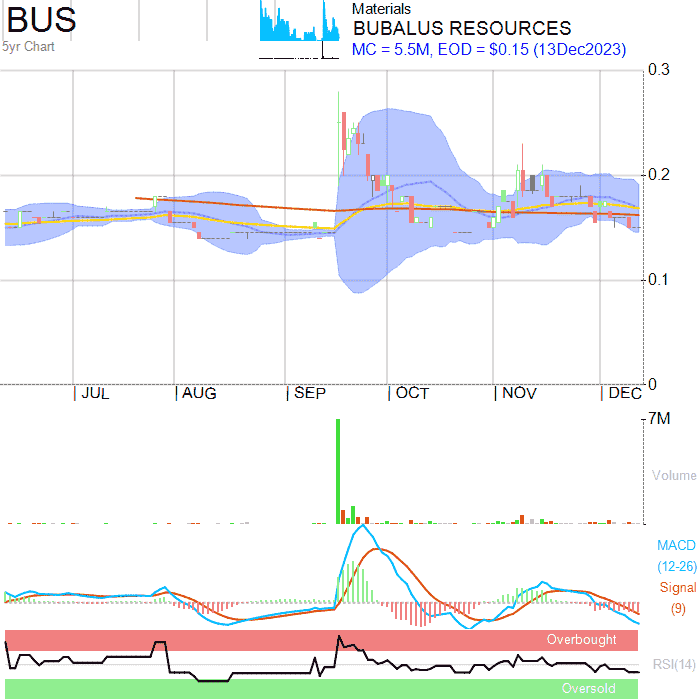 BUS
5yr Chart
Materials
BUBALUS RESOURCES
MC = 5.5M, EOD = $0.15 (13Dec2023)
0.3
0.2
0.1
0
JUL
AUG
SEP
OCT
NOV
DEC
7M
Volume
MACD
(12-26)
Signal
(9)
Overbought
RSI(14)
Oversold